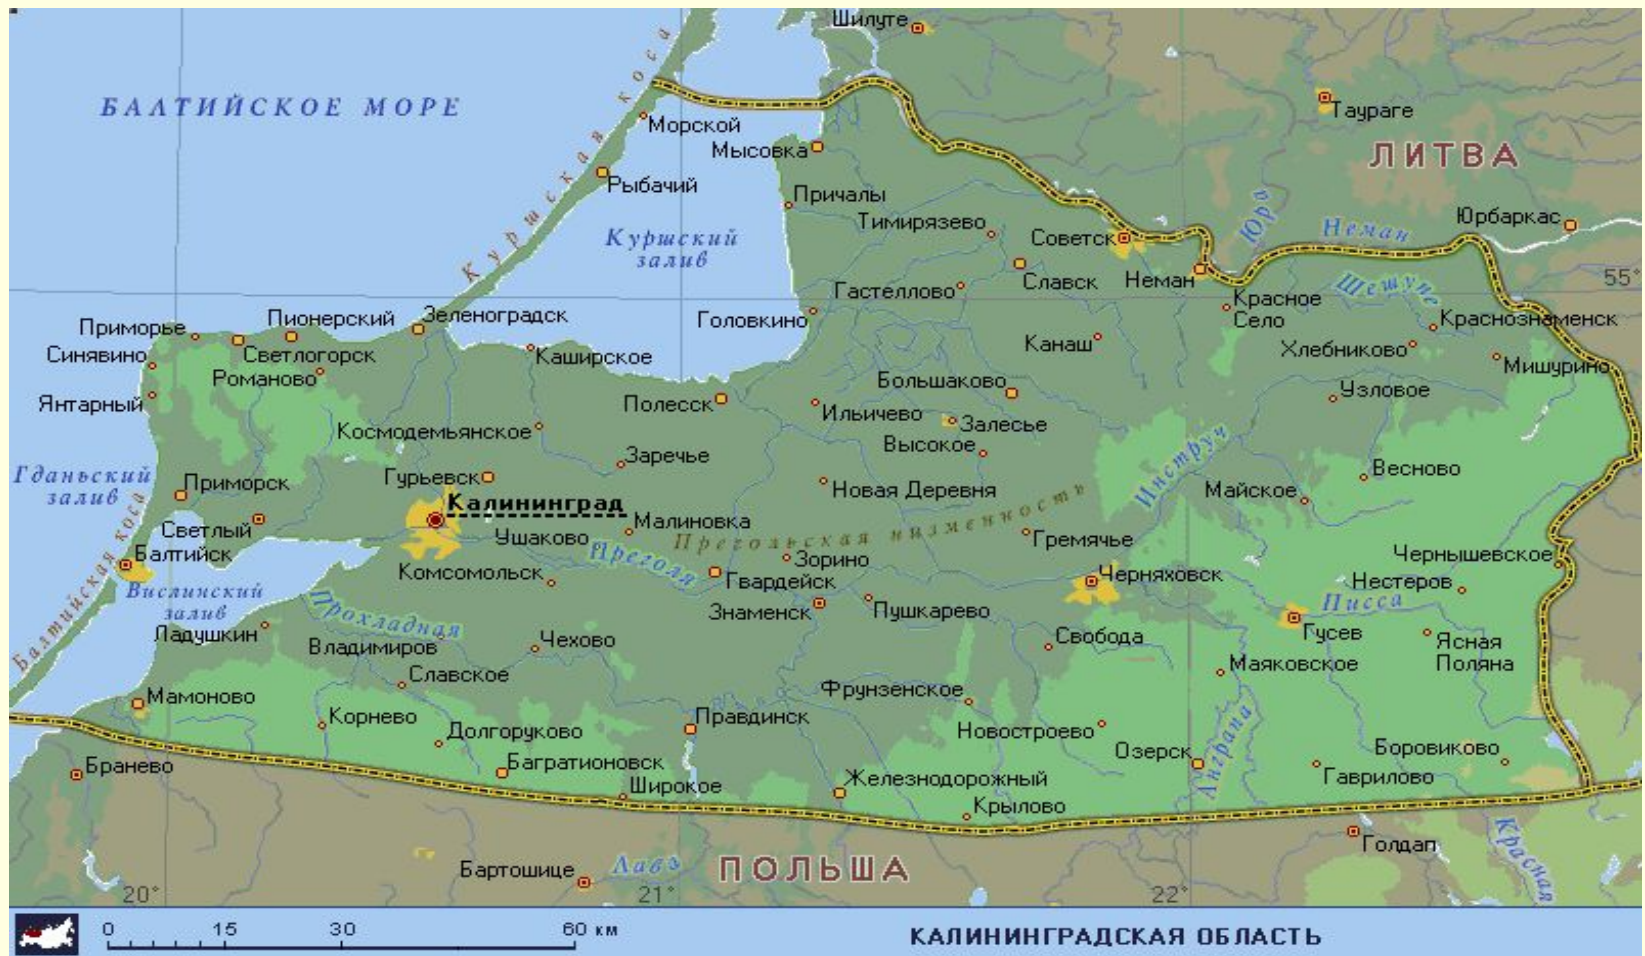 Шилуте
БАЛТИЙСКОЕ МОРЕ
Куршская коса
Таураге
Морской
ЛИТВА
Мысовка
Рыбачий
Причалы
Тимирязево
Юрбаркас
Юра
Неман
Советск
Куршский
залив
Славск
Неман
55°
Гастеллово
Шешупе
Красное
Село
Головкино
Зеленоградск
Пионерский
Приморье
Краснознаменск
Канаш
Хлебниково
Каширское
Светлогорск
Синявино
Мишурино
Романово
Большаково
Узловое
Янтарный
Полесск
Ильичево
Залесье
Космодемьянское
Высокое
Инструч
Заречье
Весново
Гданьский
залив
Гурьевск
Приморск
Новая Деревня
Майское
Калининград
Светлый
Малиновка
Прегольская низменность
Ушаково
Гремячье
Балтийск
Балтийская коса
Преголя
Зорино
Чернышевское
Комсомольск
Гвардейск
Черняховск
Нестеров
Вислинский
залив
Писса
Знаменск
Пушкарево
Прохладная
Ладушкин
Гусев
Владимиров
Чехово
Свобода
Ясная
Поляна
Славское
Маяковское
Мамоново
Фрунзенское
Корнево
Правдинск
Долгоруково
Новостроево
Озерск
Анграпа
Боровиково
Бранево
Багратионовск
Железнодорожный
Гаврилово
Широкое
Крылово
Голдап
Красная
Бартошице
Лава
ПОЛЬША
20°
21°
22°
0
15
30
60 км
КАЛИНИНГРАДСКАЯ ОБЛАСТЬ